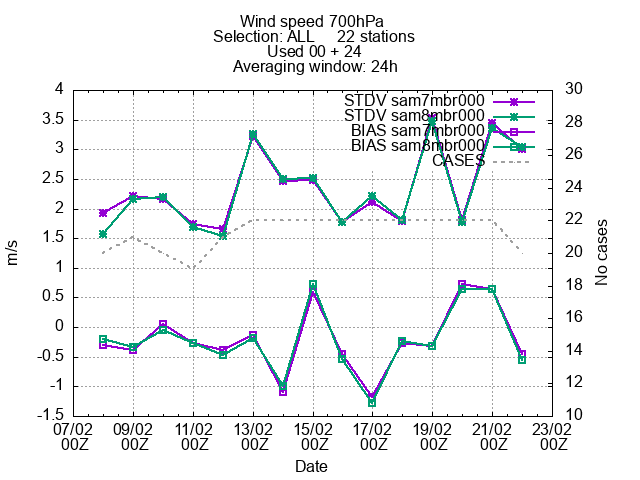 Wind speed 700hPa
Selection: ALL 22 stations
Used 00 + 24
Averaging window: 24h
STDV sam7mbr000
STDV sam8mbr000
BIAS sam7mbr000
BIAS sam8mbr000
CASES
4
3.5
3
2.5
2
1.5
1
0.5
0
-0.5
-1
-1.5
m/s
30
28
26
24
22
20
18
16
14
12
10
No cases
07/02 09/02 11/02 13/02 15/02 17/02 19/02 21/02 23/02
00Z 00Z 00Z 00Z 00Z 00Z 00Z 00Z 00Z
Date